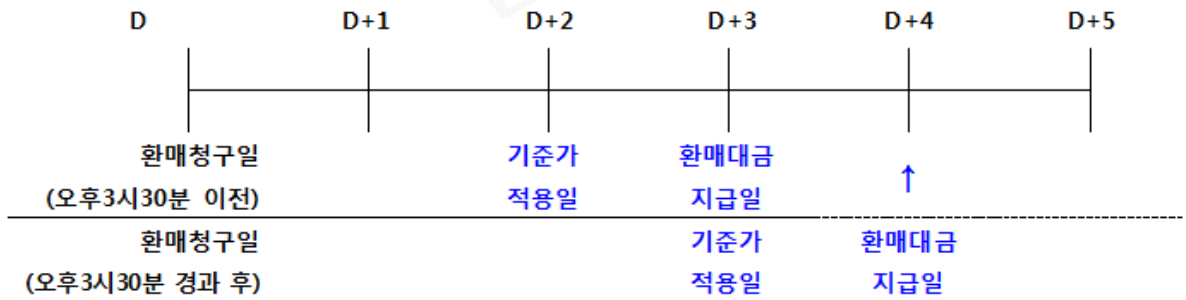 D D+1 D+2 D+3 D+4 D+5
환매청구일 기준가 환매대금 ↑
(오후3시30분 이전) 적용일 지급일
환매청구일 기준가 환매대금
(오후3시30분 경과 후) 적용일 지급일